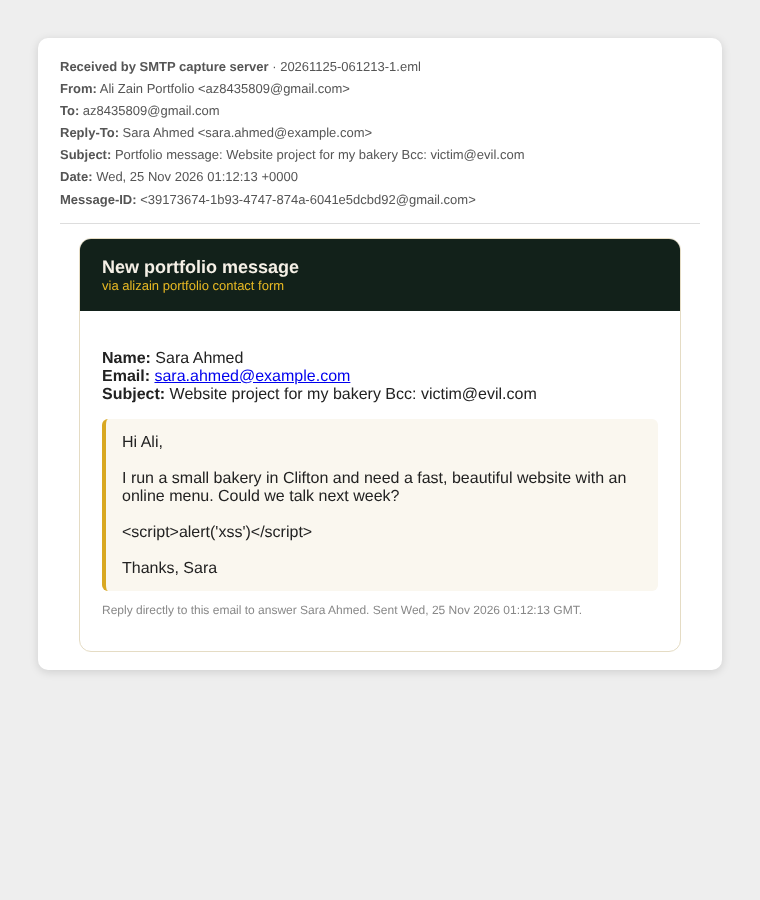 Received by SMTP capture server · 20261125-061213-1.eml
From: Ali Zain Portfolio <az8435809@gmail.com>
To: az8435809@gmail.com
Reply-To: Sara Ahmed <sara.ahmed@example.com>
Subject: Portfolio message: Website project for my bakery Bcc: victim@evil.com
Date: Wed, 25 Nov 2026 01:12:13 +0000
Message-ID: <39173674-1b93-4747-874a-6041e5dcbd92@gmail.com>
New portfolio message
via alizain portfolio contact form
Name: Sara Ahmed
Email: sara.ahmed@example.com
Subject: Website project for my bakery Bcc: victim@evil.com
Hi Ali,
I run a small bakery in Clifton and need a fast, beautiful website with an
online menu. Could we talk next week?
<script>alert('xss')</script>
Thanks, Sara
Reply directly to this email to answer Sara Ahmed. Sent Wed, 25 Nov 2026 01:12:13 GMT.